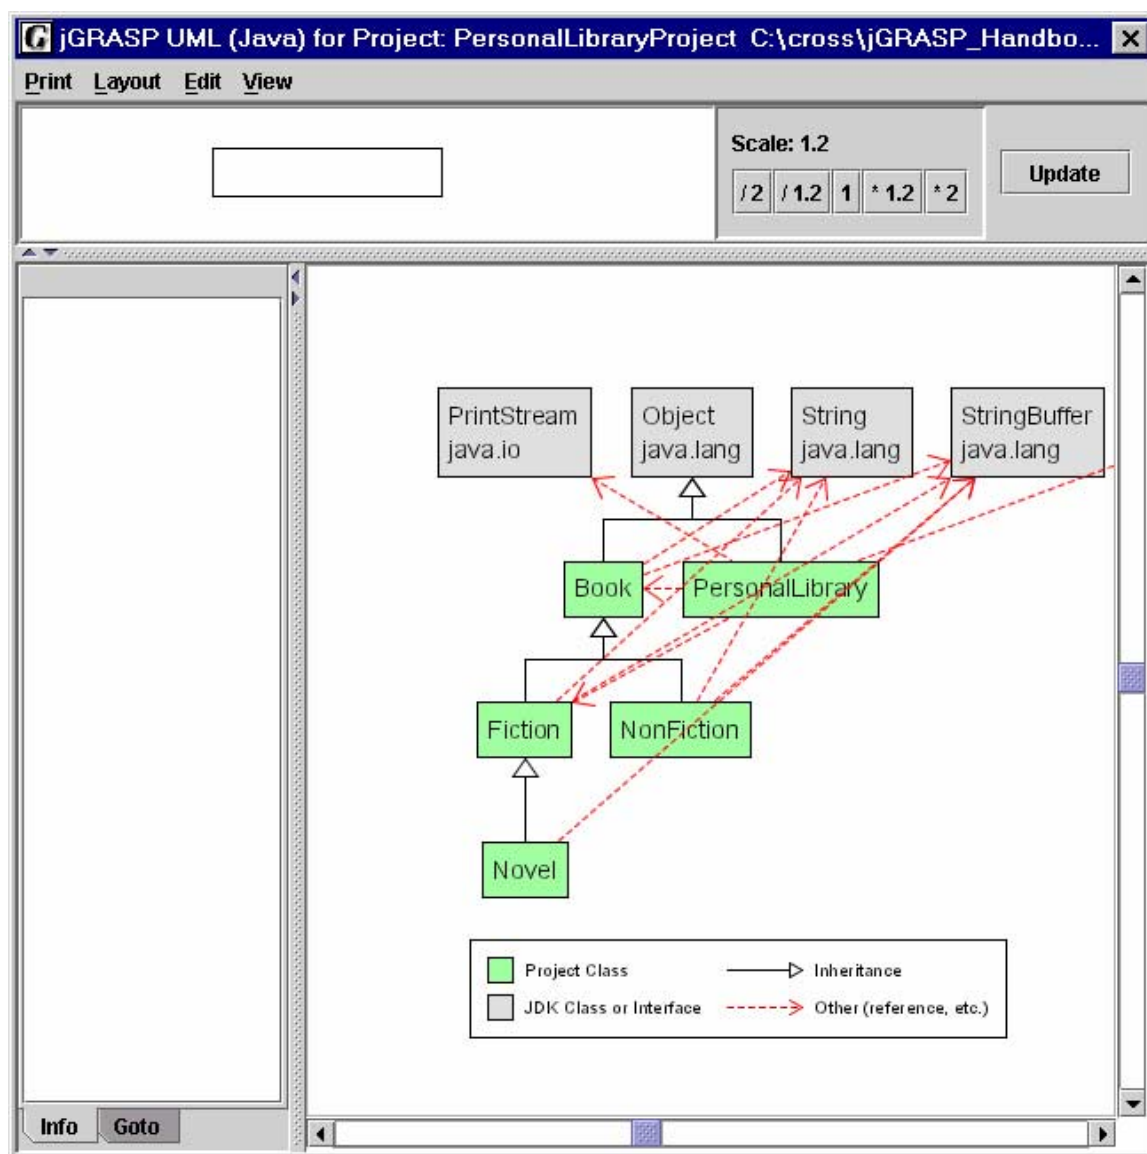 jGRASP UML (Java) for Project: PersonalLibraryProject C:\cross\jGRASP_Handbo...
Print Layout Edit View
Scale: 1.2
/ 2 / 1.2 1 * 1.2 * 2
Update
PrintStream
java.io
Object
java.lang
String
java.lang
StringBuffer
java.lang
Book
PersonalLibrary
Fiction
NonFiction
Novel
Project Class
Inheritance
JDK Class or Interface
Other (reference, etc.)
Info Goto